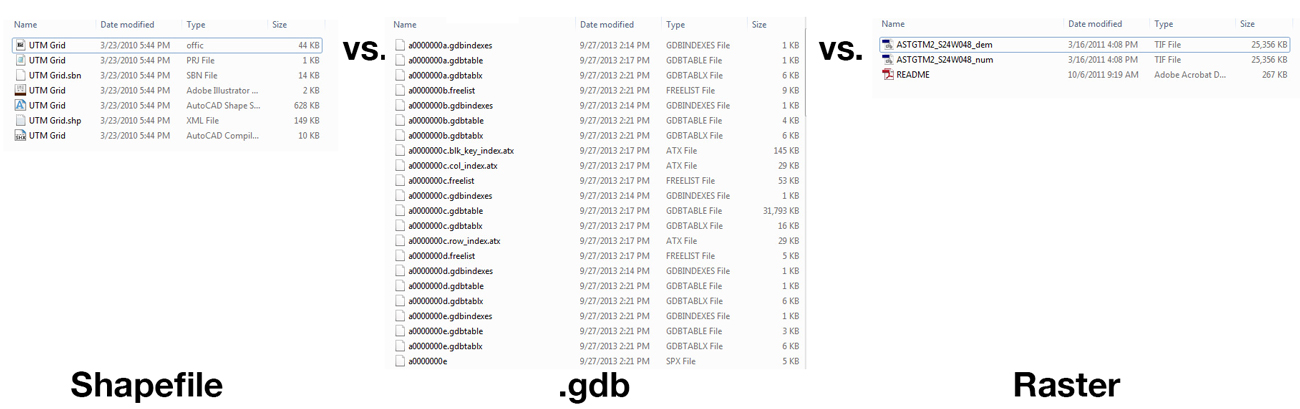 Name Date modified Type Size
UTM Grid 3/23/2010 5:44 PM offic 44 KB
UTM Grid 3/23/2010 5:44 PM PRJ File 1 KB
UTM Grid.sbn 3/23/2010 5:44 PM SBN File 14 KB
UTM Grid 3/23/2010 5:44 PM Adobe Illustrator ... 2 KB
UTM Grid 3/23/2010 5:44 PM AutoCAD Shape S... 628 KB
UTM Grid.shp 3/23/2010 5:44 PM XML File 149 KB
UTM Grid 3/23/2010 5:44 PM AutoCAD Compil... 10 KB
Shapefile
vs.
Name Date modified Type Size
a0000000a.gdbindexes 9/27/2013 2:14 PM GDBINDEXES File 1 KB
a0000000a.gdbtable 9/27/2013 2:21 PM GDBTABLE File 1 KB
a0000000a.gdbtablx 9/27/2013 2:21 PM GDBTABLX File 6 KB
a0000000b.freelist 9/27/2013 2:21 PM FREELIST File 9 KB
a0000000b.gdbindexes 9/27/2013 2:14 PM GDBINDEXES File 1 KB
a0000000b.gdbtable 9/27/2013 2:21 PM GDBTABLE File 4 KB
a0000000b.gdbtablx 9/27/2013 2:21 PM GDBTABLX File 6 KB
a0000000c.blk_key_index.atx 9/27/2013 2:17 PM ATX File 145 KB
a0000000c.col_index.atx 9/27/2013 2:17 PM ATX File 29 KB
a0000000c.freelist 9/27/2013 2:17 PM FREELIST File 53 KB
a0000000c.gdbindexes 9/27/2013 2:14 PM GDBINDEXES File 1 KB
a0000000c.gdbtable 9/27/2013 2:17 PM GDBTABLE File 31,793 KB
a0000000c.gdbtablx 9/27/2013 2:17 PM GDBTABLX File 16 KB
a0000000c.row_index.atx 9/27/2013 2:17 PM ATX File 29 KB
a0000000d.freelist 9/27/2013 2:21 PM FREELIST File 5 KB
a0000000d.gdbindexes 9/27/2013 2:14 PM GDBINDEXES File 1 KB
a0000000d.gdbtable 9/27/2013 2:21 PM GDBTABLE File 1 KB
a0000000d.gdbtablx 9/27/2013 2:21 PM GDBTABLX File 6 KB
a0000000e.gdbindexes 9/27/2013 2:21 PM GDBINDEXES File 1 KB
a0000000e.gdbtable 9/27/2013 2:21 PM GDBTABLE File 3 KB
a0000000e.gdbtablx 9/27/2013 2:21 PM GDBTABLX File 6 KB
a0000000e 9/27/2013 2:21 PM SPX File 5 KB
.gdb
vs.
Name Date modified Type Size
ASTGTM2_S24W048_dem 3/16/2011 4:08 PM TIF File 25,356 KB
ASTGTM2_S24W048_num 3/16/2011 4:08 PM TIF File 25,356 KB
README 10/6/2011 9:19 AM Adobe Acrobat D... 267 KB
Raster